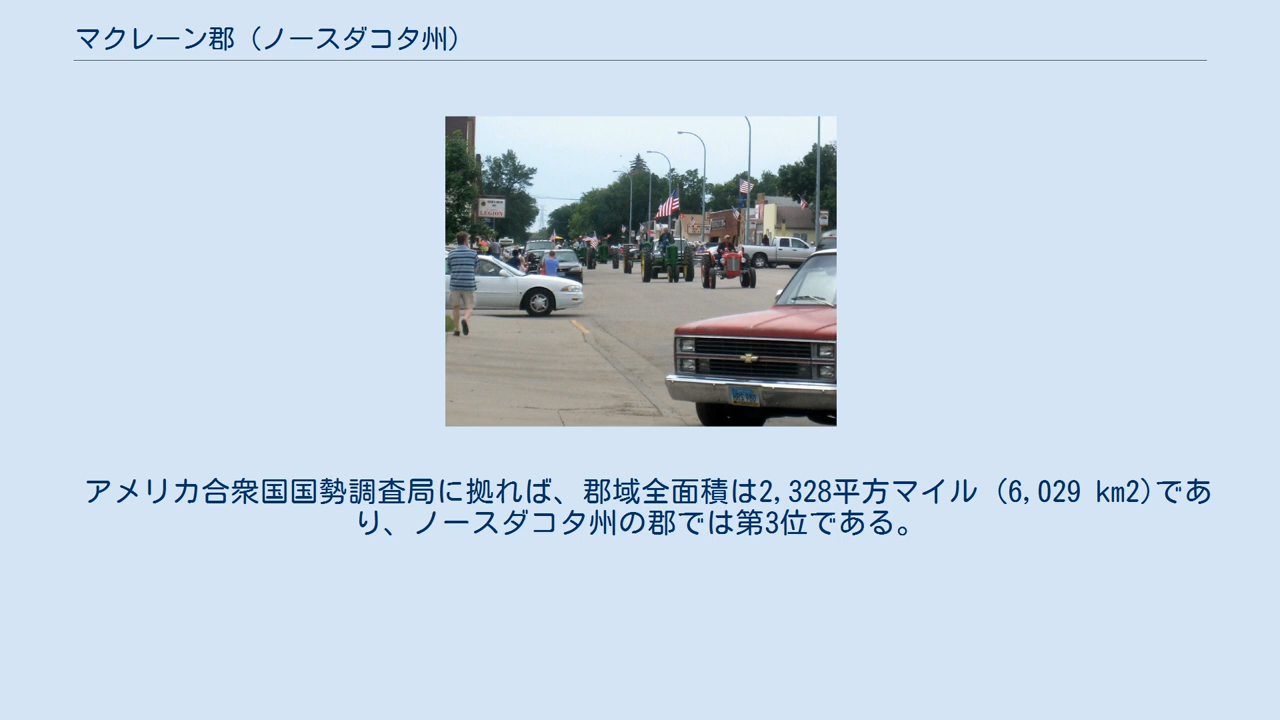 マクレーン郡（ノースダコタ州）
アメリカ合衆国国勢調査局に拠れば、郡域全面積は2,328平方マイル (6,029 km2)であ
り、ノースダコタ州の郡では第3位である。